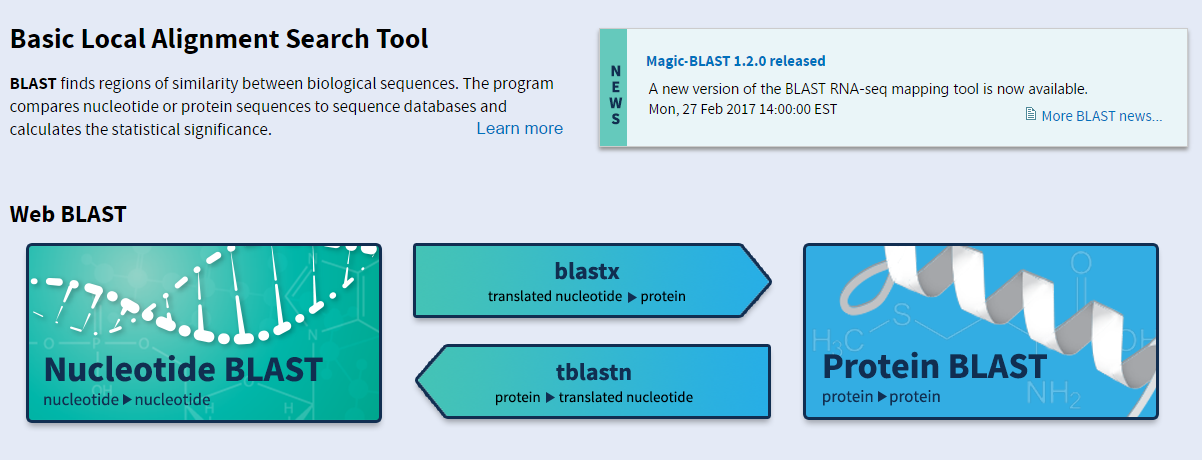 Basic Local Alignment Search Tool
BLAST finds regions of similarity between biological sequences. The program
compares nucleotide or protein sequences to sequence databases and
calculates the statistical significance.
Learn more
NEWS
Magic-BLAST 1.2.0 released
A new version of the BLAST RNA-seq mapping tool is now available.
Mon, 27 Feb 2017 14:00:00 EST
More BLAST news...
Web BLAST
Nucleotide BLAST
nucleotide ▶ nucleotide
blastx
translated nucleotide ▶ protein
tblastn
protein ▶ translated nucleotide
O
S
H₃C
OH
NH₂
Protein BLAST
protein ▶ protein